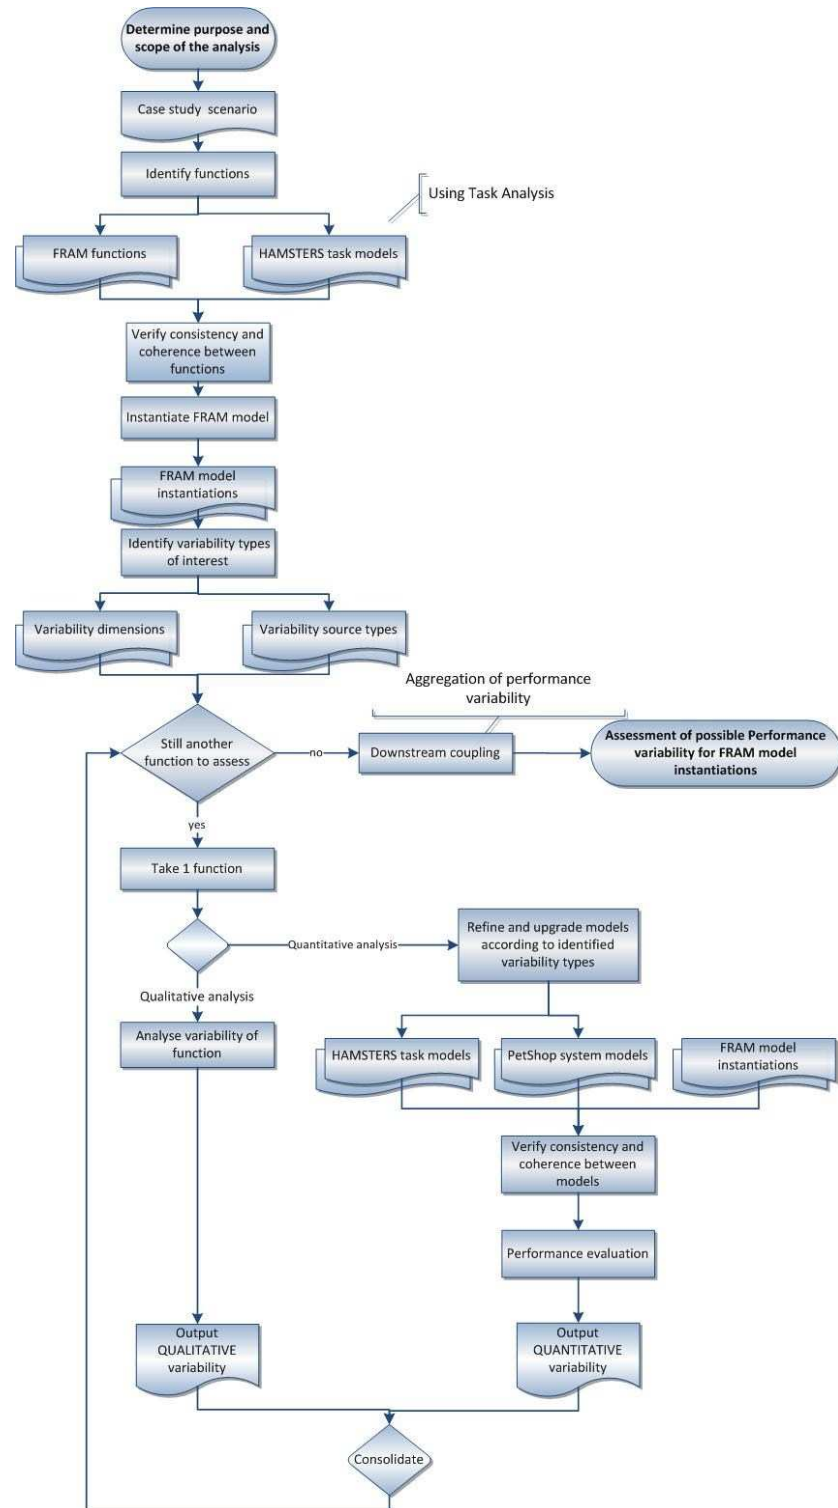 Determine purpose and
scope of the analysis
Case study scenario
Identify functions
Using Task Analysis
FRAM functions
HAMSTERS task models
Verify consistency and
coherence between
functions
Instantiate FRAM model
FRAM model
instantiations
Identify variability types
of interest
Variability dimensions
Variability source types
Aggregation of performance
variability
Still another
function to assess
no
Downstream coupling
Assessment of possible Performance
variability for FRAM model
instantiations
yes
Take 1 function
Quantitative analysis
Refine and upgrade models
according to identified
variability types
Qualitative analysis
Analyse variability of
function
HAMSTERS task models
PetShop system models
FRAM model
instantiations
Verify consistency and
coherence between
models
Performance evaluation
Output
QUALITATIVE
variability
Output
QUANTITATIVE
variability
Consolidate